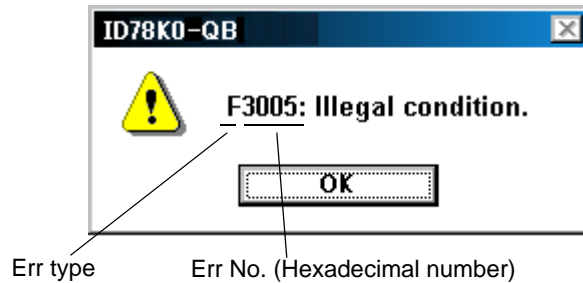 ID78K0-QB
F3005: Illegal condition.
OK
Err type
Err No. (Hexadecimal number)